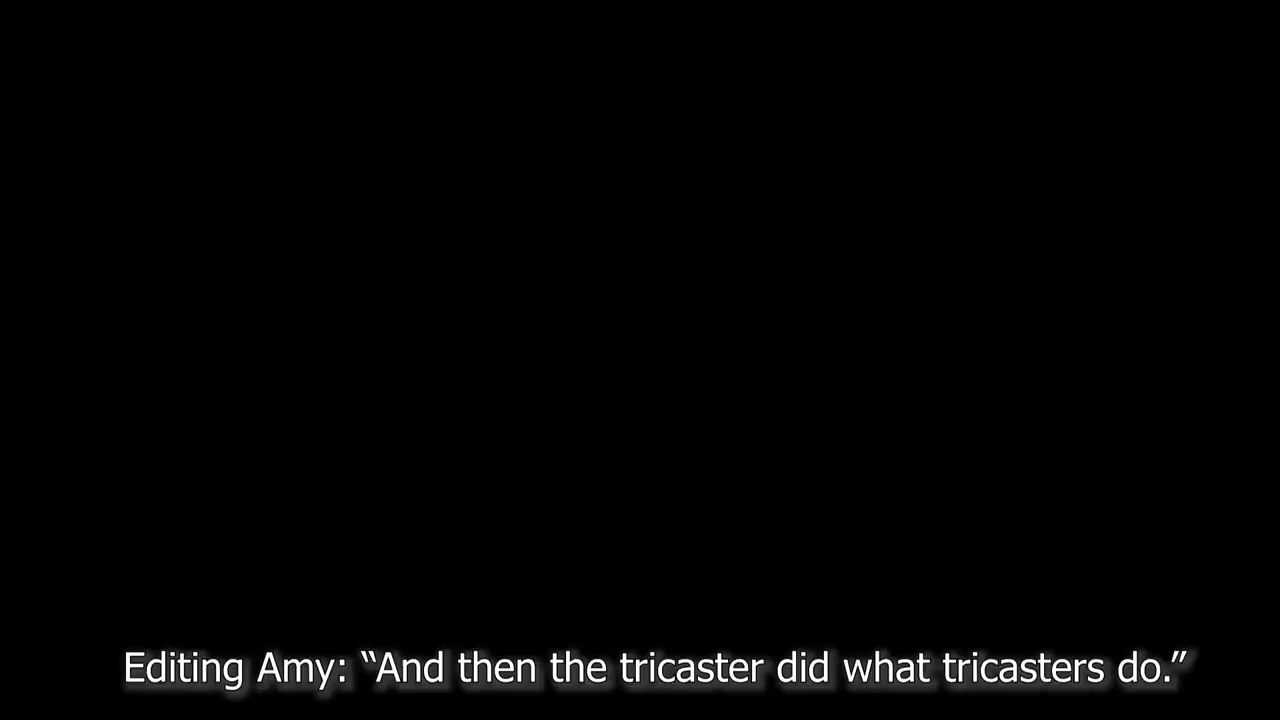 Editing Amy: “And then the tricaster did what tricasters do.”